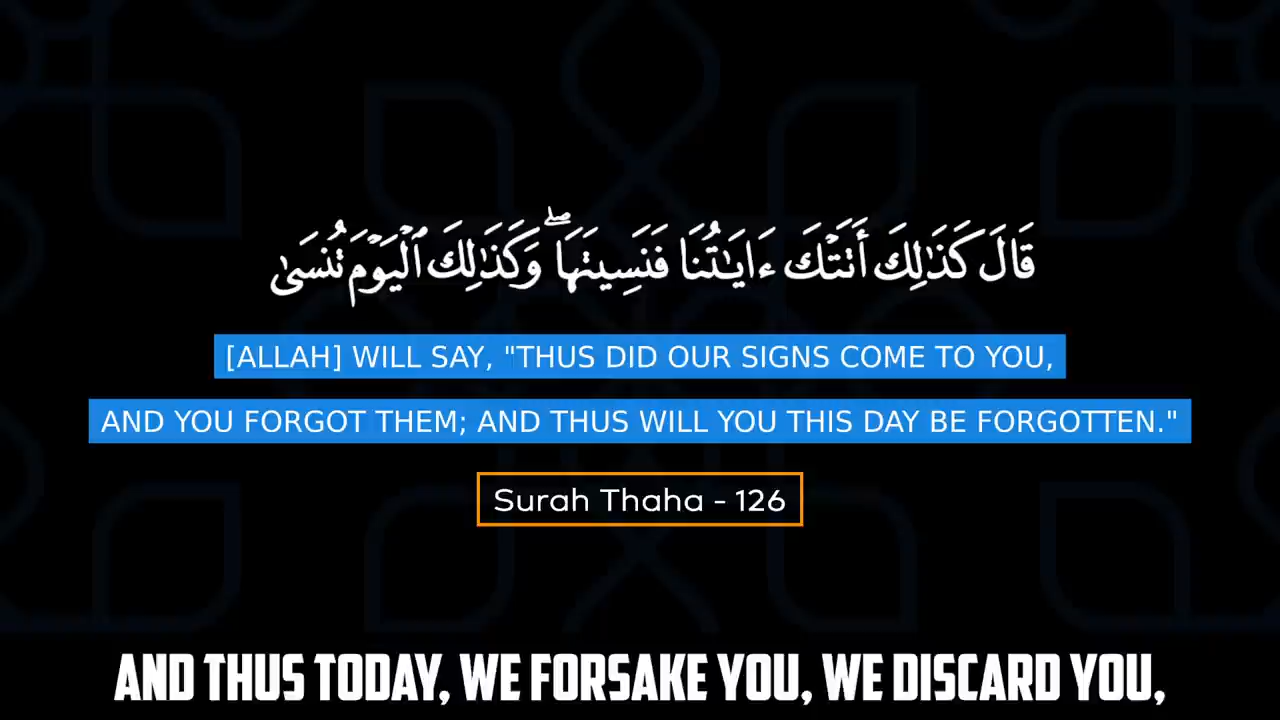 قَالَ كَذَٰلِكَ أَتَتْكَ ءَايَـٰتُنَا فَنَسِيتَهَا ۖ وَكَذَٰلِكَ ٱلْيَوْمَ تُنسَىٰ
[ALLAH] WILL SAY, "THUS DID OUR SIGNS COME TO YOU,
AND YOU FORGOT THEM; AND THUS WILL YOU THIS DAY BE FORGOTTEN."
Surah Thaha - 126
AND THUS TODAY, WE FORSAKE YOU, WE DISCARD YOU,